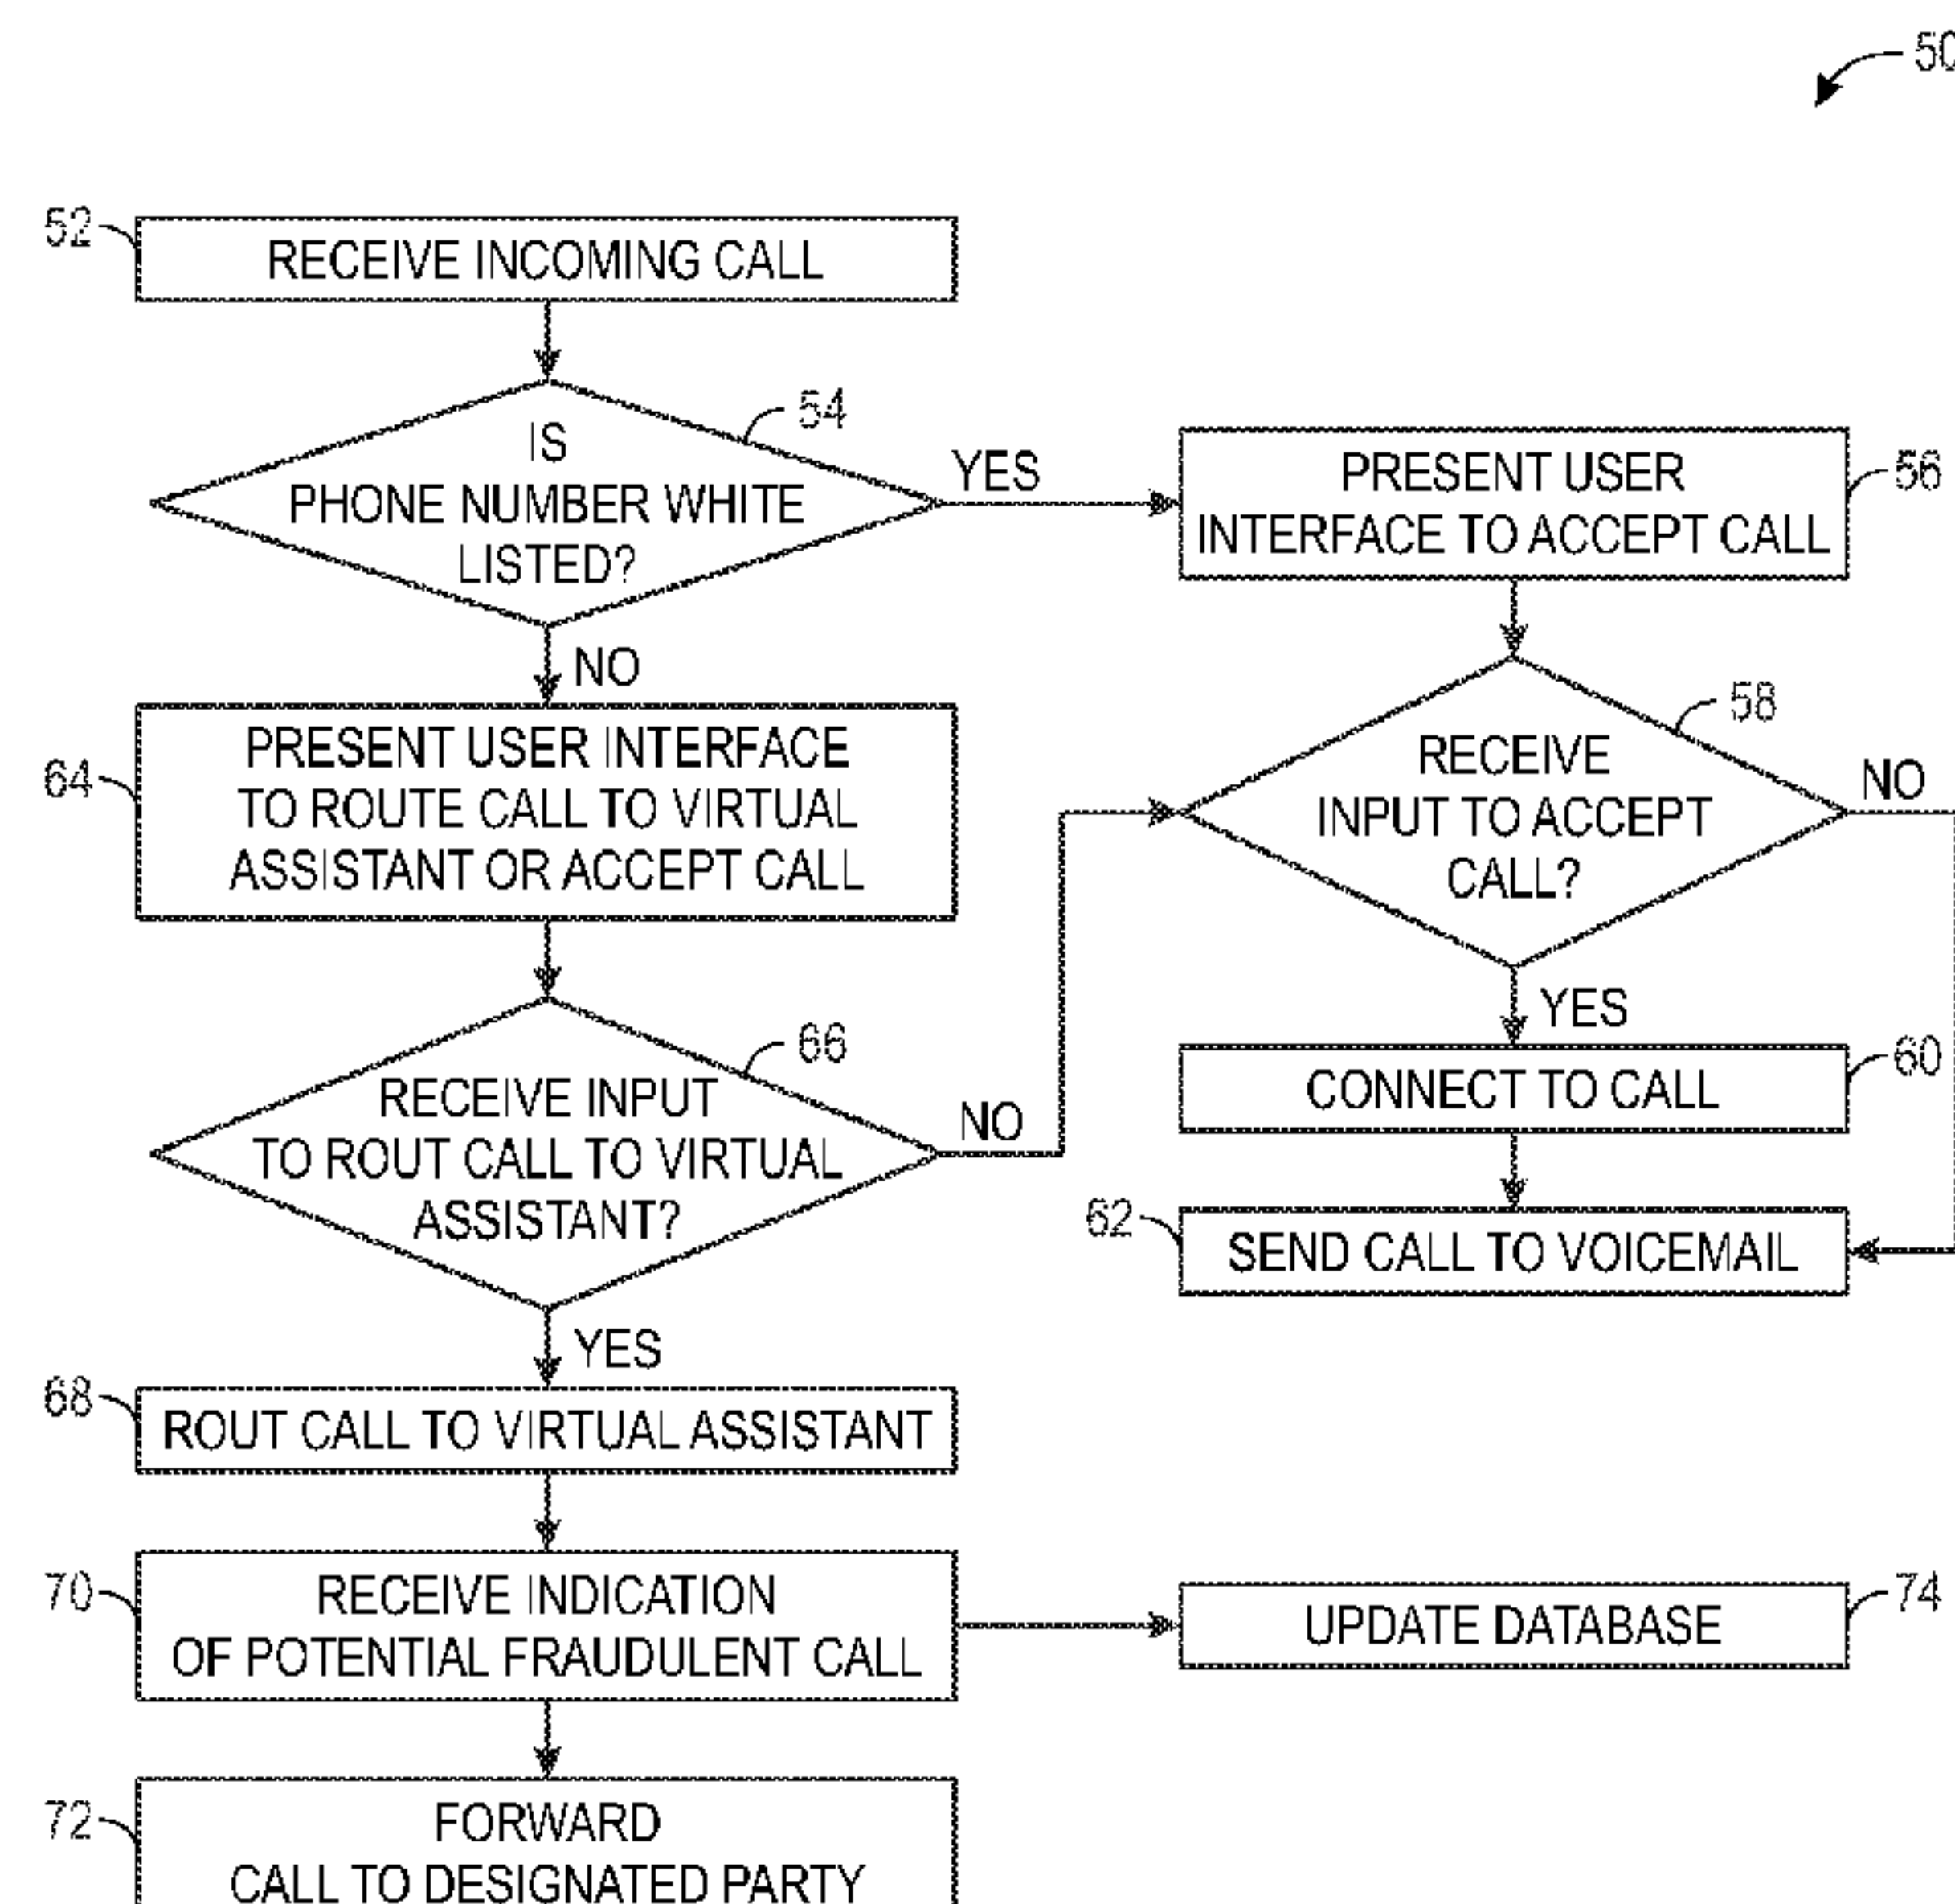 50
52
RECEIVE INCOMING CALL
54
IS
PHONE NUMBER WHITE
LISTED?
YES
PRESENT USER
INTERFACE TO ACCEPT CALL
56
NO
64
PRESENT USER INTERFACE
TO ROUTE CALL TO VIRTUAL
ASSISTANT OR ACCEPT CALL
58
RECEIVE
INPUT TO ACCEPT
CALL?
NO
YES
66
RECEIVE INPUT
TO ROUT CALL TO VIRTUAL
ASSISTANT?
NO
CONNECT TO CALL
60
62
SEND CALL TO VOICEMAIL
YES
68
ROUT CALL TO VIRTUAL ASSISTANT
70
RECEIVE INDICATION
OF POTENTIAL FRAUDULENT CALL
UPDATE DATABASE
74
72
FORWARD
CALL TO DESIGNATED PARTY